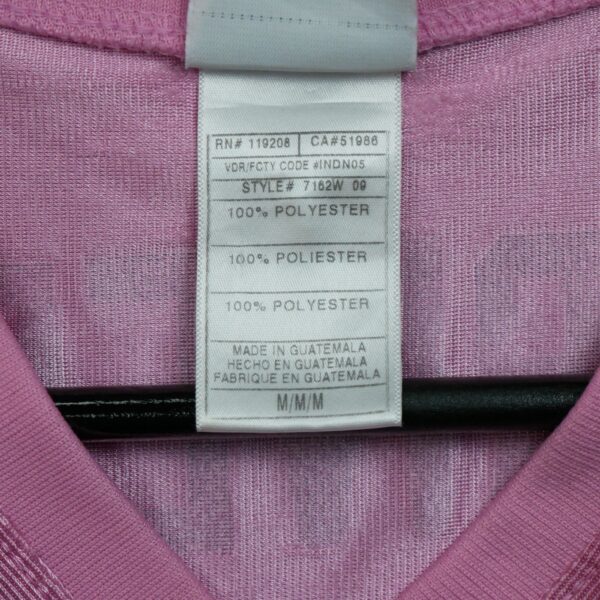 RN# 119208 CA#51986
VDR/FCTY CODE #INDN05
STYLE# 7162W 09
100% POLYESTER
100% POLIESTER
100% POLYESTER
MADE IN GUATEMALA
HECHO EN GUATEMALA
FABRIQUE EN GUATEMALA
M/M/M